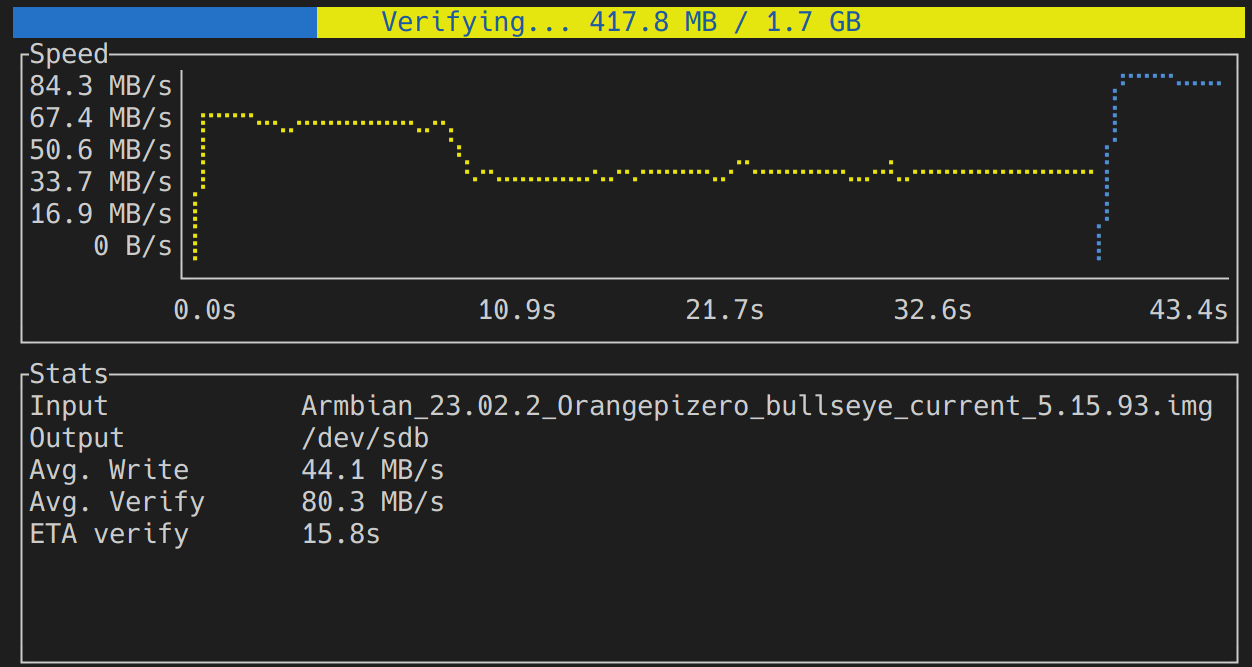 Verifying... 417.8 MB / 1.7 GB
Speed
84.3 MB/s
67.4 MB/s
50.6 MB/s
33.7 MB/s
16.9 MB/s
0 B/s
0.0s 10.9s 21.7s 32.6s 43.4s
Stats
Input Armbian_23.02.2_Orangepizero_bullseye_current_5.15.93.img
Output /dev/sdb
Avg. Write 44.1 MB/s
Avg. Verify 80.3 MB/s
ETA verify 15.8s